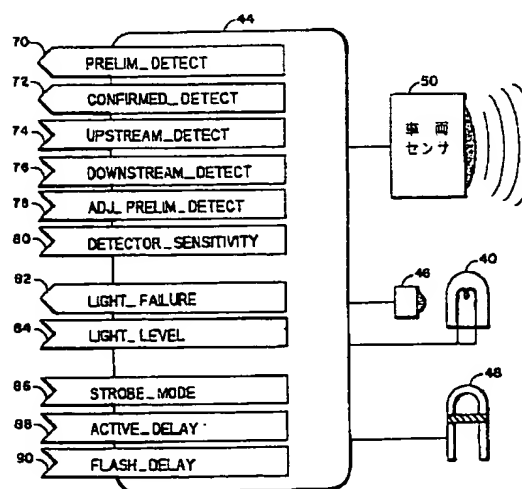 44
70
PRELIM_DETECT
72
CONFIRMED_DETECT
74
UPSTREAM_DETECT
76
DOWNSTREAM_DETECT
78
ADJ_PRELIM_DETECT
80
DETECTOR_SENSITIVITY
82
LIGHT_FAILURE
84
LIGHT_LEVEL
86
STROBE_MODE
88
ACTIVE_DELAY
90
FLASH_DELAY
50
車両
センサ
46
40
48